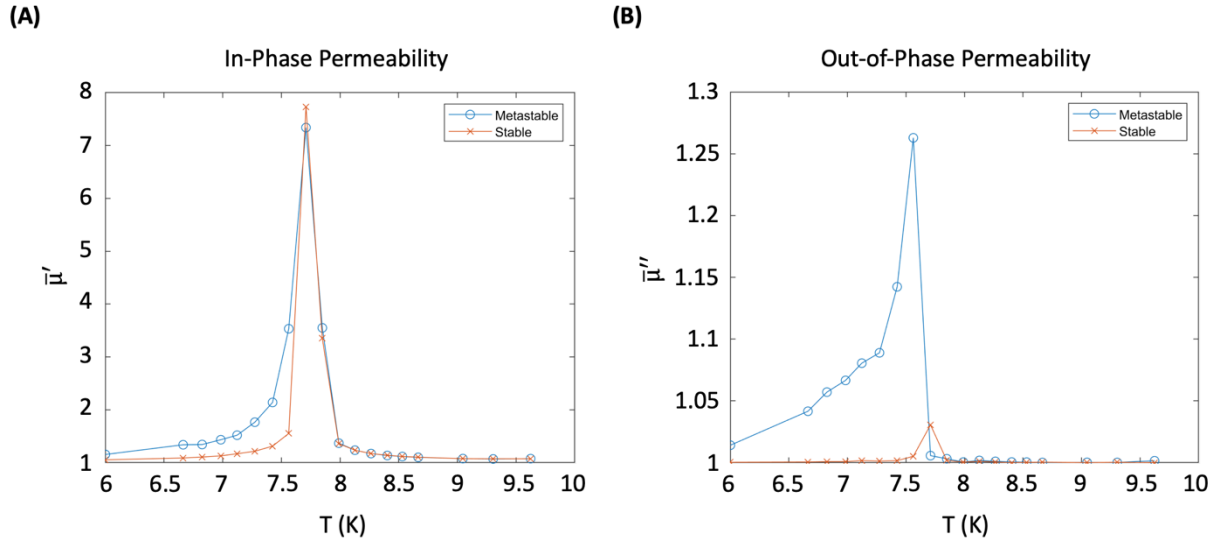 (A)
In-Phase Permeability
8
7
6
5
4
3
2
1
μ̄′
6
6.5
7
7.5
8
8.5
9
9.5
10
T (K)
Metastable
Stable
(B)
Out-of-Phase Permeability
1.3
1.25
1.2
1.15
1.1
1.05
1
μ̄″
6
7
7.5
8
8.5
9
9.5
10
T (K)
Metastable
Stable